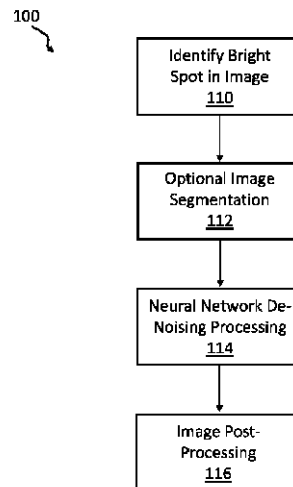 100
Identify Bright
Spot in Image
110
Optional Image
Segmentation
112
Neural Network De-
Noising Processing
114
Image Post-
Processing
116